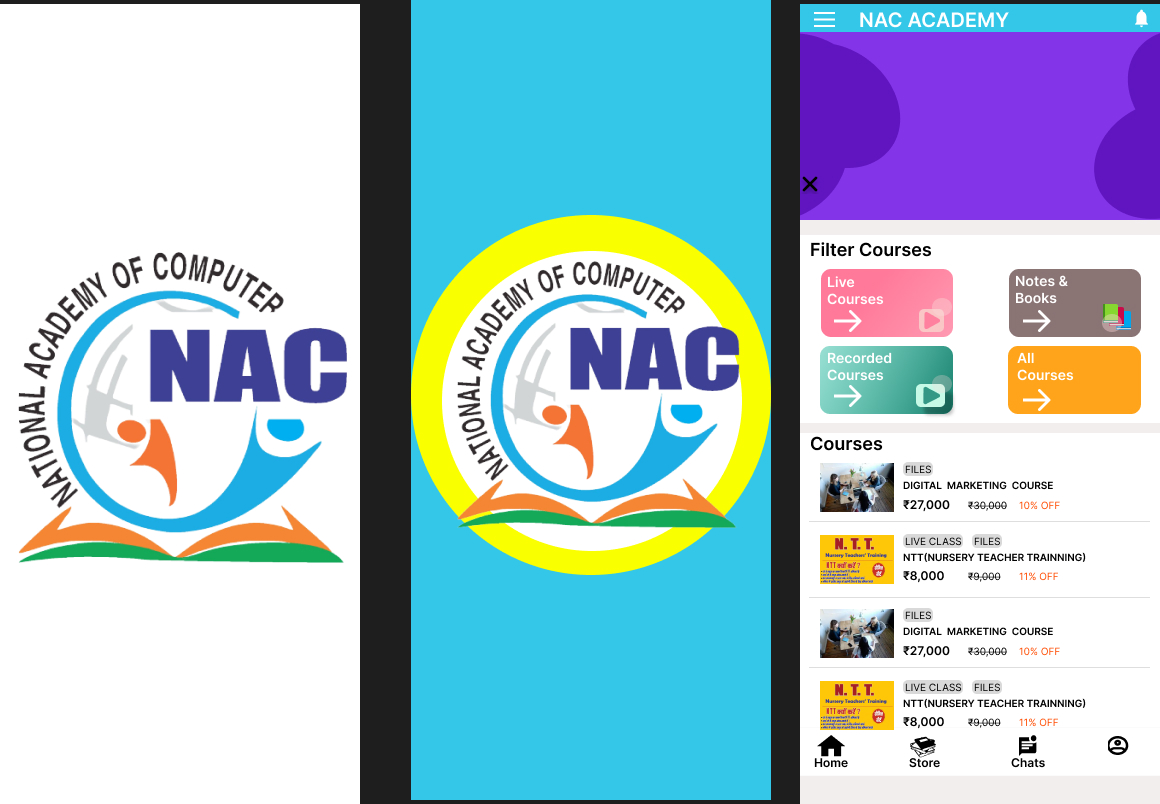 NATIONAL ACADEMY OF COMPUTER
NAC
NATIONAL ACADEMY OF COMPUTER
NAC
NAC ACADEMY
Filter Courses
Live
Courses
Notes &
Books
Recorded
Courses
All
Courses
Courses
FILES
DIGITAL MARKETING COURSE
₹27,000 ₹30,000 10% OFF
N. T. T.
Nursery Teachers' Training
NTT क्यों करें ?
LIVE CLASS FILES
NTT(NURSERY TEACHER TRAINNING)
₹8,000 ₹9,000 11% OFF
FILES
DIGITAL MARKETING COURSE
₹27,000 ₹30,000 10% OFF
N. T. T.
Nursery Teachers' Training
NTT क्यों करें ?
LIVE CLASS FILES
NTT(NURSERY TEACHER TRAINNING)
₹8,000 ₹9,000 11% OFF
Home Store Chats